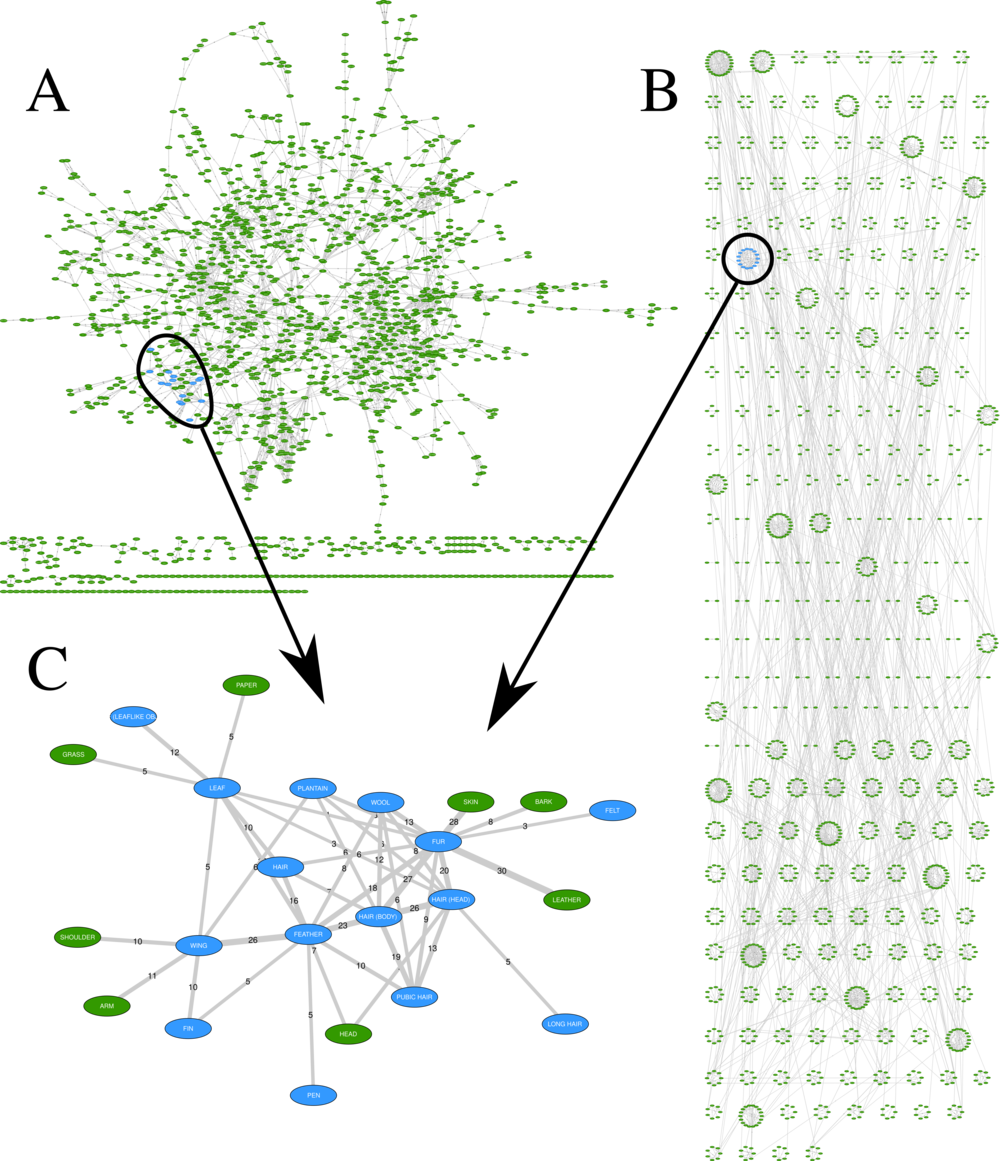 A
B
C
PAPER
(LEAFLIKE OB
12
5
GRASS
5
LEAF
PLANTAIN
WOOL
SKIN
BARK
FELT
10
13
28
8
3
FUR
3
6
6
12
8
5
6
HAIR
8
27
20
30
16
18
6
26
HAIR (HEAD)
LEATHER
HAIR (BODY)
9
SHOULDER
10
WING
26
FEATHER
23
7
19
13
11
10
5
5
10
5
ARM
PUBIC HAIR
FIN
HEAD
LONG HAIR
PEN